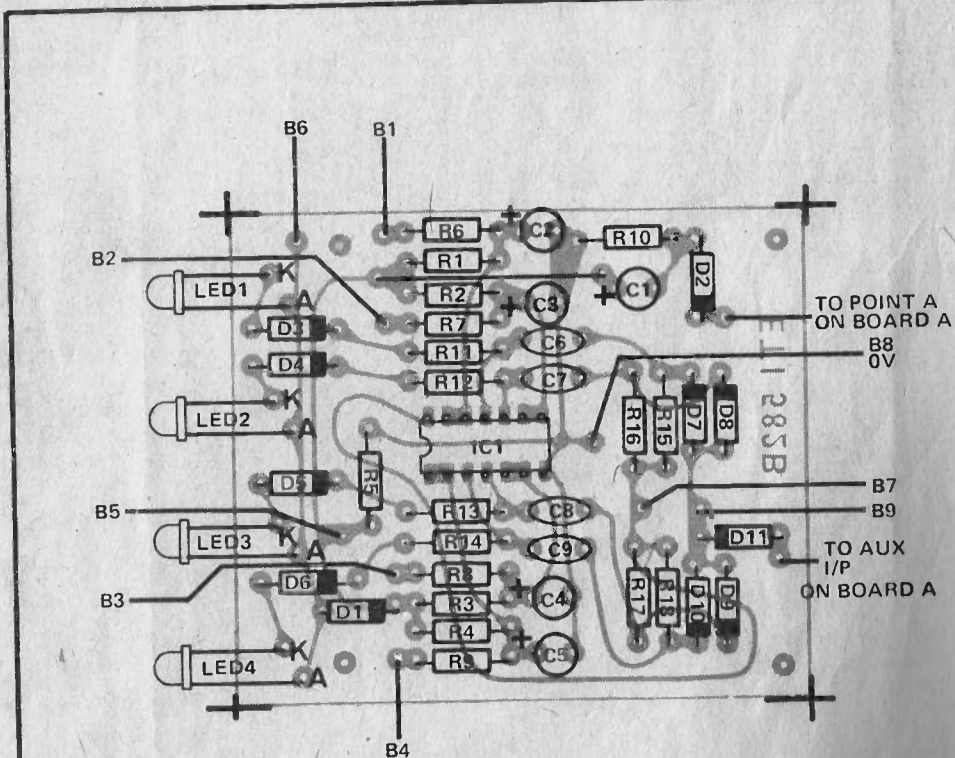 B6 B1
R6 C2 R10
B2 K R1 D2
LED1 A R2 C3 C1
TO POINT A
ON BOARD A
D3 R7
B8
0V
R11 C6
D4 R12 C7
K
LED2 A IC1 R16 R15 D7 D8
282B
D5 R5
B7
B5 R13 C8
B9
K
LED3 A R14 C9 D11
TO AUX
I/P
ON BOARD A
D6 R8
B3 D1 R3 C4 R17 R18 D10 D9
R4
K
LED4 A R9 C5
B4